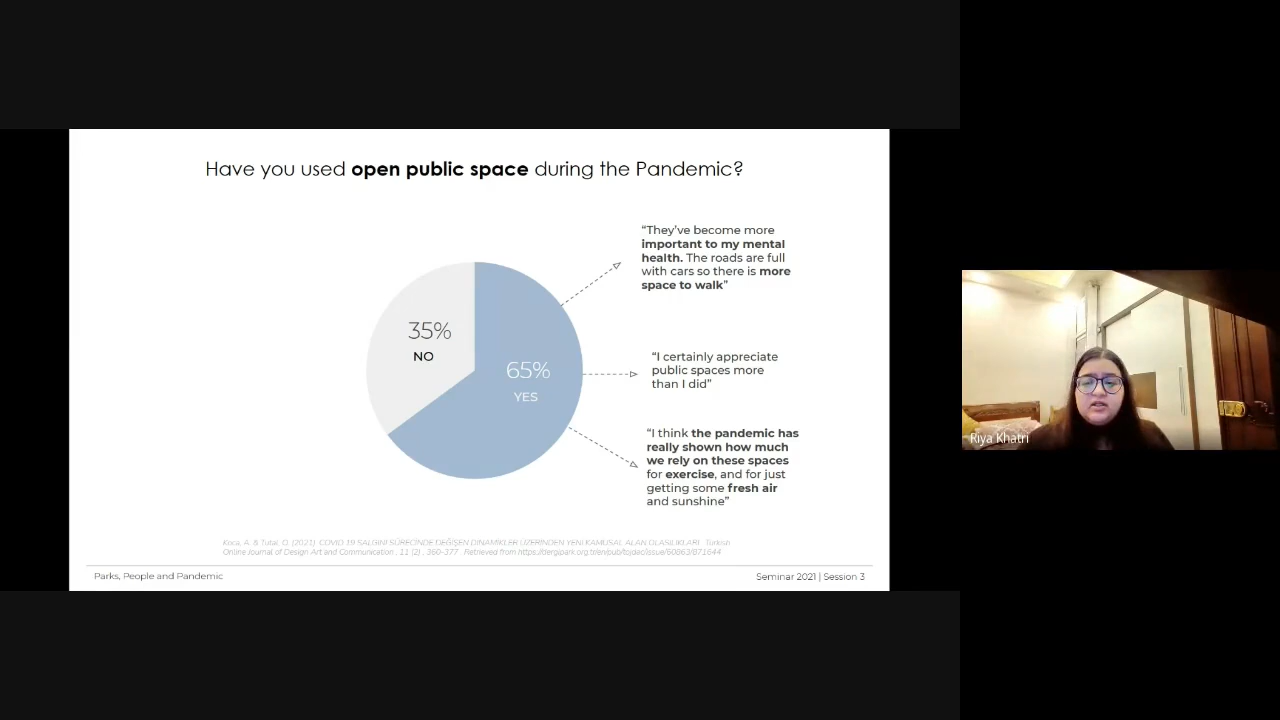 Have you used open public space during the Pandemic?
“They’ve become more
important to my mental
health. The roads are full
with cars so there is more
space to walk”
35%
NO
65%
YES
“I certainly appreciate
public spaces more
than I did”
“I think the pandemic has
really shown how much
we rely on these spaces
for exercise, and for just
getting some fresh air
and sunshine”
Koca, A. & Tutal, O. (2021). COVID 19 SALGINI SÜRECİNDE DEĞİŞEN DİNAMİKLER ÜZERİNDEN YENİ KAMUSAL ALAN OLASILIKLARI . Turkish
Online Journal of Design Art and Communication , 11 (2) , 360-377 . Retrieved from https://dergipark.org.tr/en/pub/tojdac/issue/60863/871644
Parks, People and Pandemic
Seminar 2021 | Session 3
Riya Khatri